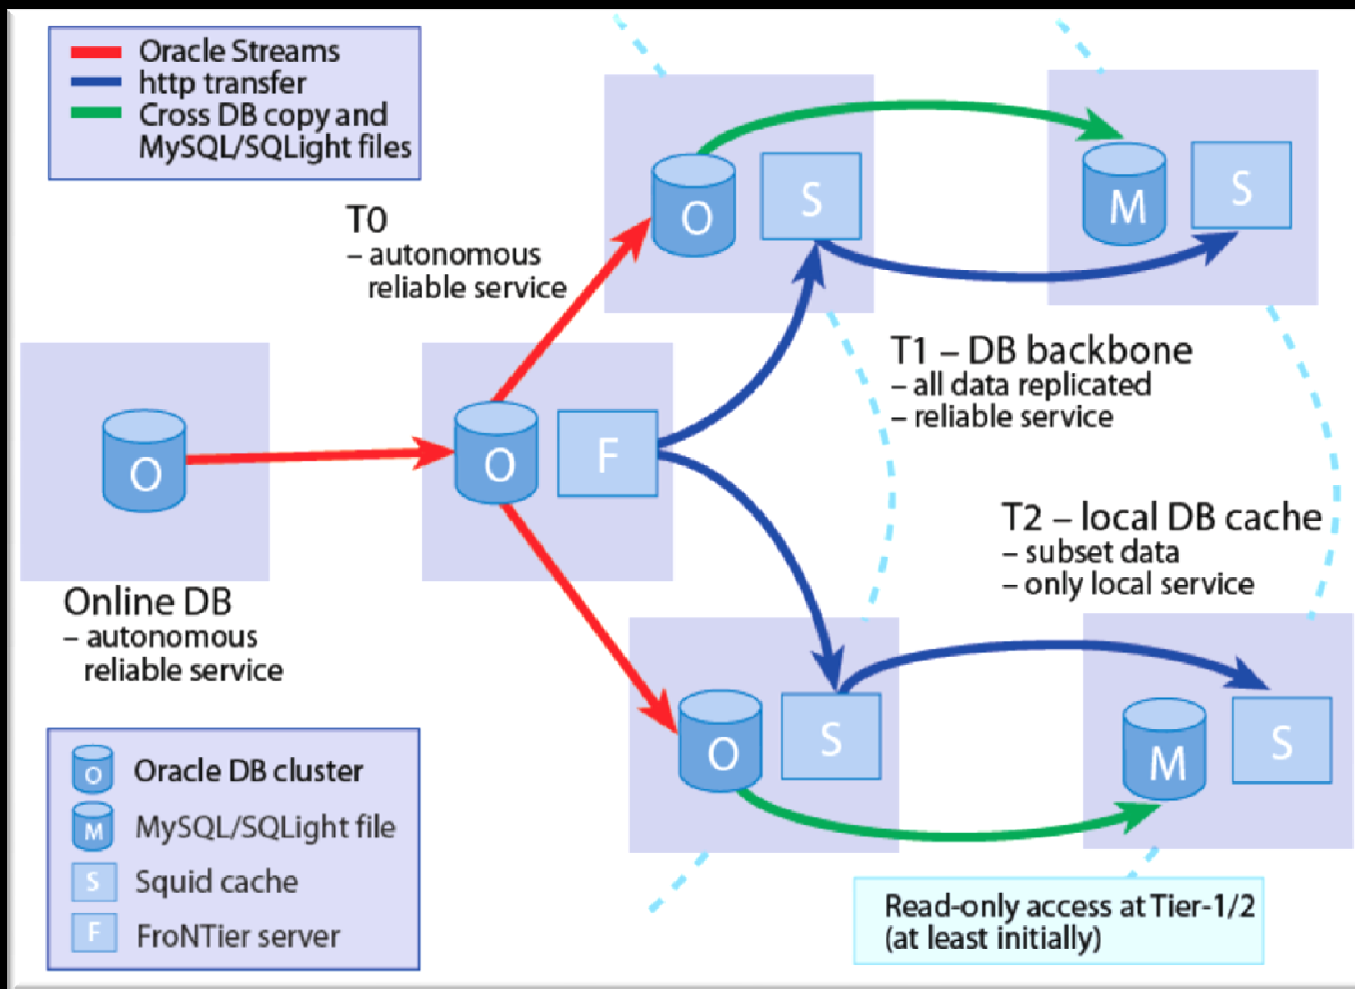 Oracle Streams
http transfer
Cross DB copy and
MySQL/SQLight files
T0
– autonomous
reliable service
O
S
M
S
T1 – DB backbone
– all data replicated
– reliable service
O
O
F
T2 – local DB cache
– subset data
– only local service
Online DB
– autonomous
reliable service
O
S
M
S
O Oracle DB cluster
M MySQL/SQLight file
S Squid cache
F FroNTier server
Read-only access at Tier-1/2
(at least initially)